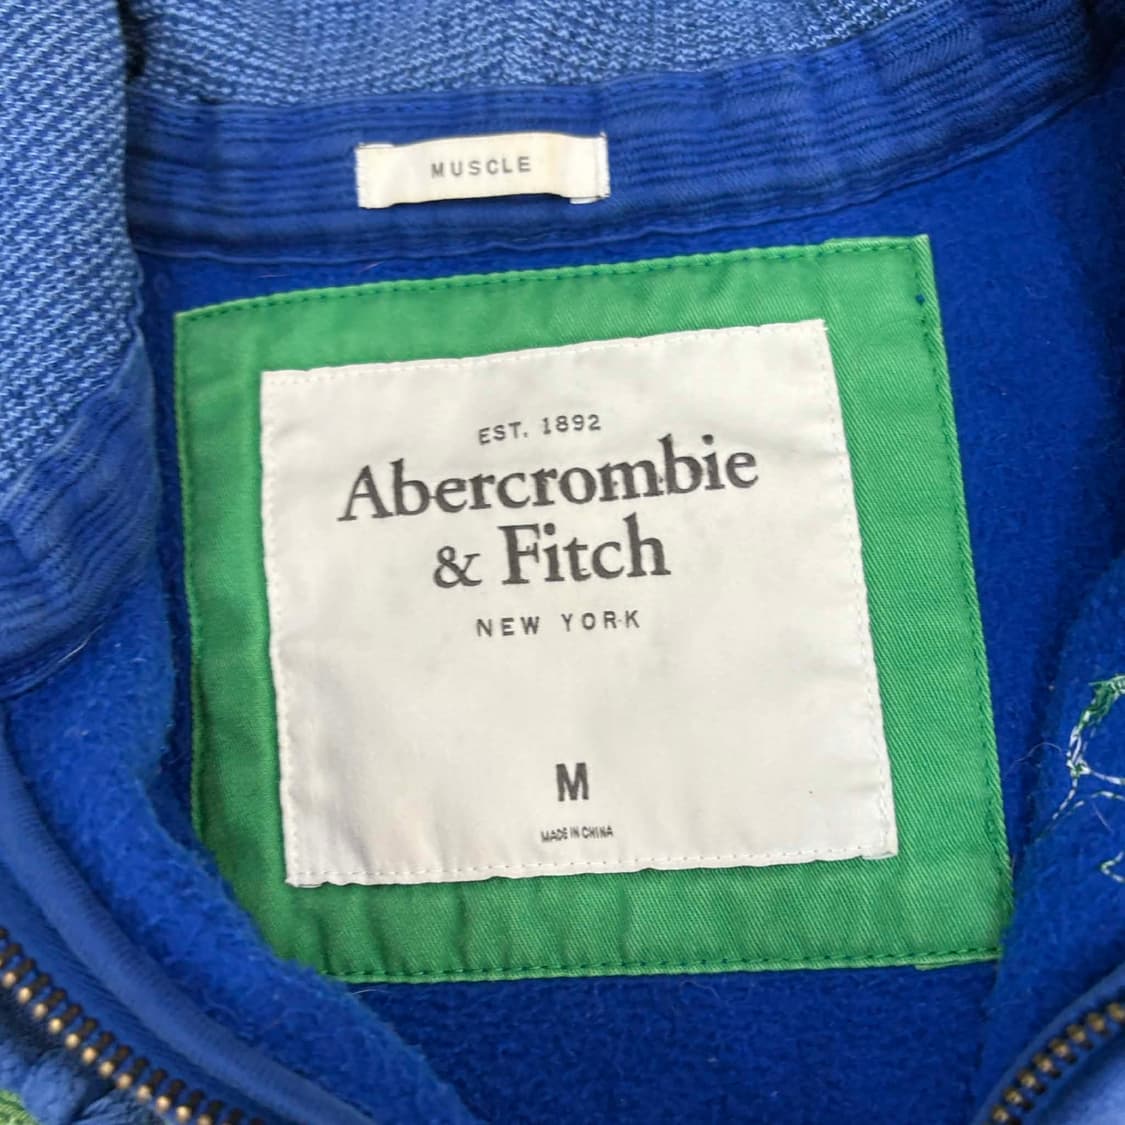 MUSCLE
EST. 1892
Abercrombie
& Fitch
NEW YORK
M
MADE IN CHINA